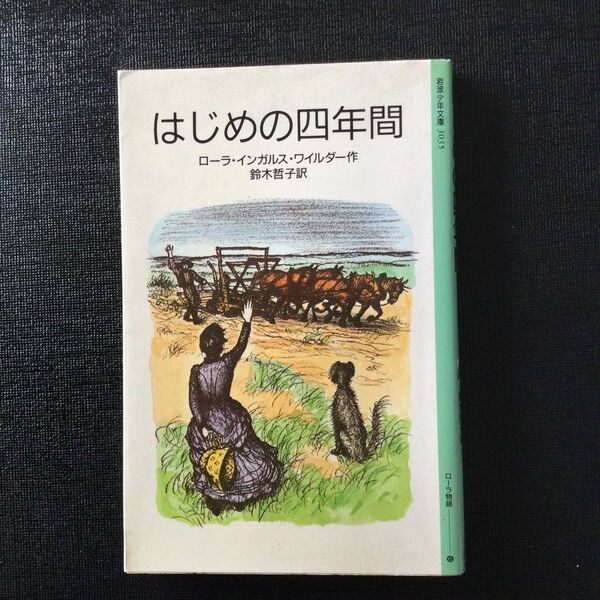 はじめの四年間
ローラ・インガルス・ワイルダー作
鈴木哲子訳
岩波少年文庫 3035
ローラ物語 ⑥